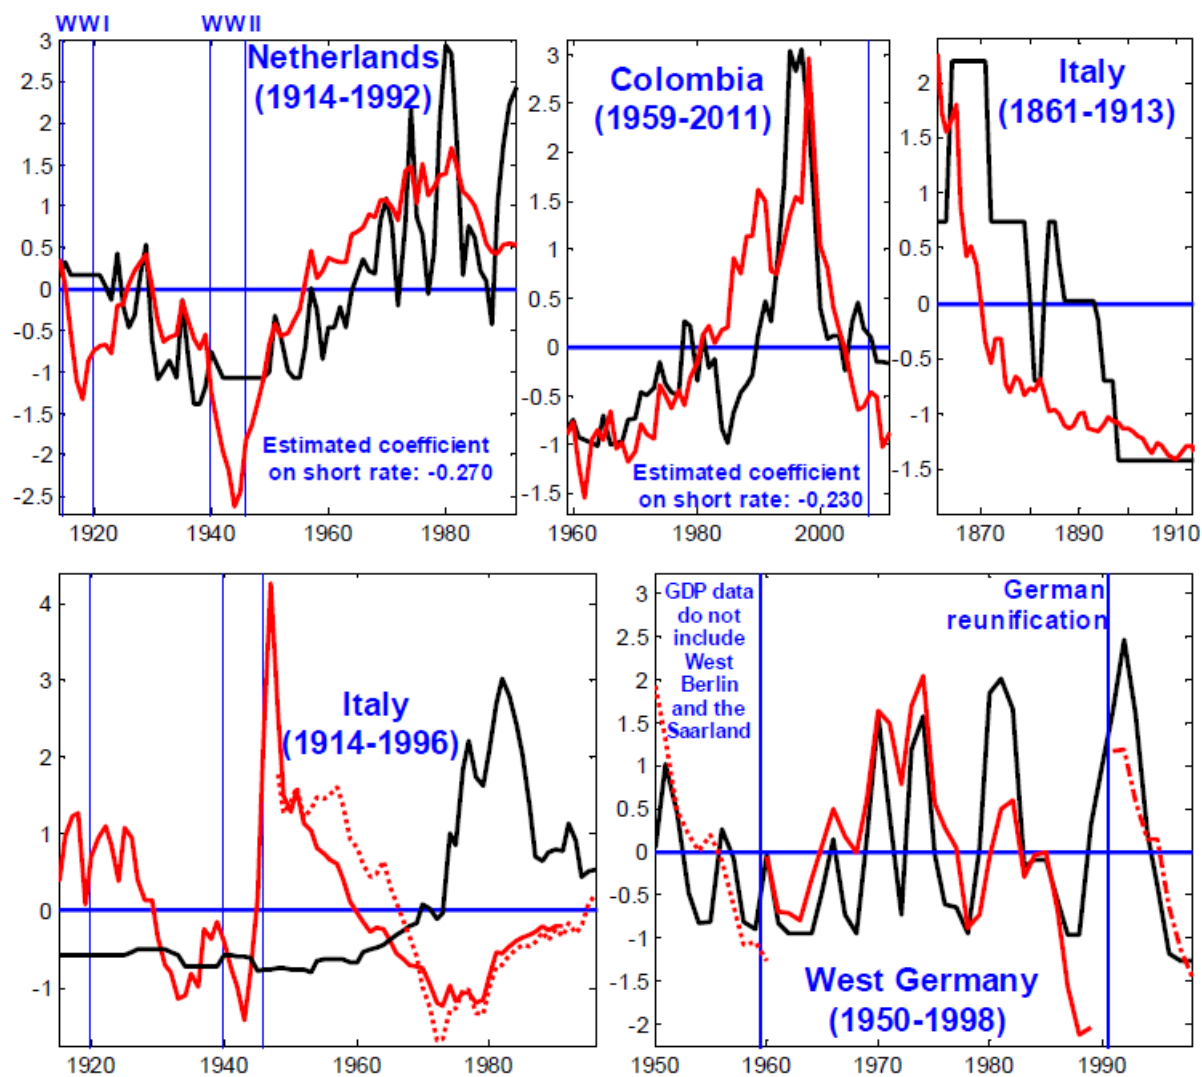 WW I WW II
Netherlands
(1914-1992)
3
2.5
2
1.5
1
0.5
0
-0.5
-1
-1.5
-2
-2.5
Estimated coefficient
on short rate: -0.270
1920 1940 1960 1980
Colombia
(1959-2011)
3
2.5
2
1.5
1
0.5
0
-0.5
-1
-1.5
Estimated coefficient
on short rate: -0.230
1960 1980 2000
Italy
(1861-1913)
2
1.5
1
0.5
0
-0.5
-1
-1.5
1870 1890 1910
Italy
(1914-1996)
4
3
2
1
0
-1
1920 1940 1960 1980
GDP data
do not
include
West
Berlin
and the
Saarland
German
reunification
3
2.5
2
1.5
1
0.5
0
-0.5
-1
-1.5
-2
West Germany
(1950-1998)
1950 1960 1970 1980 1990